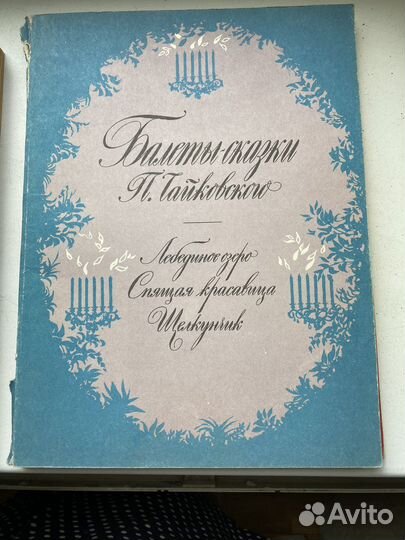 Балеты-сказки
П. Чайковского
Лебединое озеро
Спящая красавица
Щелкунчик
Avito